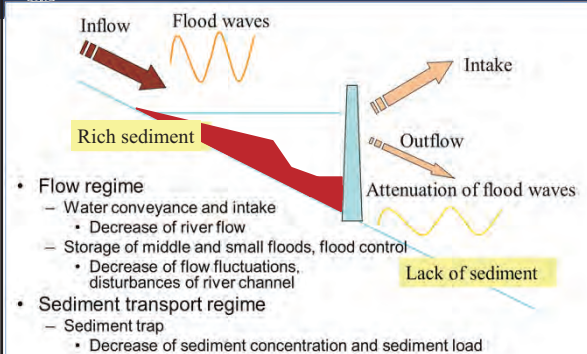 Inflow
Flood waves
Intake
Rich sediment
Outflow
Attenuation of flood waves
Lack of sediment
• Flow regime
– Water conveyance and intake
• Decrease of river flow
– Storage of middle and small floods, flood control
• Decrease of flow fluctuations,
disturbances of river channel
• Sediment transport regime
– Sediment trap
• Decrease of sediment concentration and sediment load